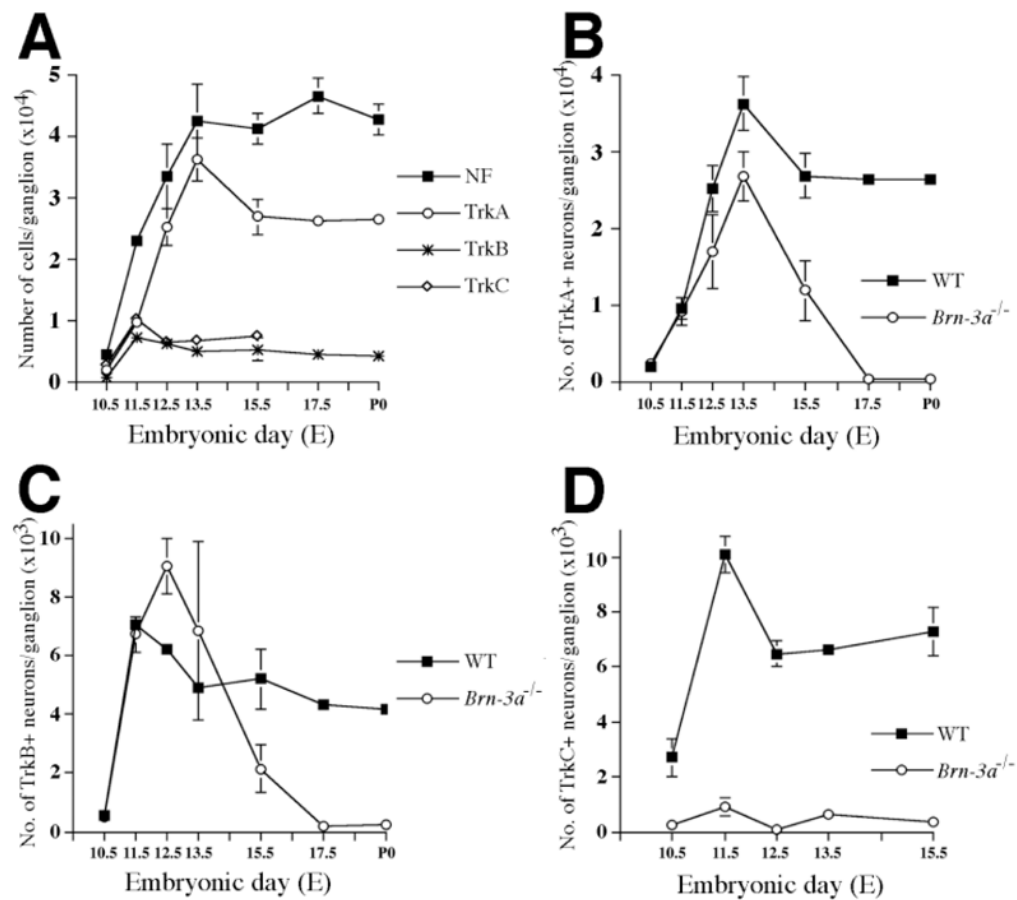 A
Number of cells/ganglion (x10⁴)
5
4
3
2
1
0
10.5 11.5 12.5 13.5 15.5 17.5 P0
Embryonic day (E)
NF
TrkA
TrkB
TrkC
B
No. of TrkA+ neurons/ganglion (x10⁴)
4
3
2
1
0
10.5 11.5 12.5 13.5 15.5 17.5 P0
Embryonic day (E)
WT
Brn-3a⁻/⁻
C
No. of TrkB+ neurons/ganglion (x10³)
10
8
6
4
2
0
10.5 11.5 12.5 13.5 15.5 17.5 P0
Embryonic day (E)
WT
Brn-3a⁻/⁻
D
No. of TrkC+ neurons/ganglion (x10³)
10
8
6
4
2
0
10.5 11.5 12.5 13.5 15.5
Embryonic day (E)
WT
Brn-3a⁻/⁻